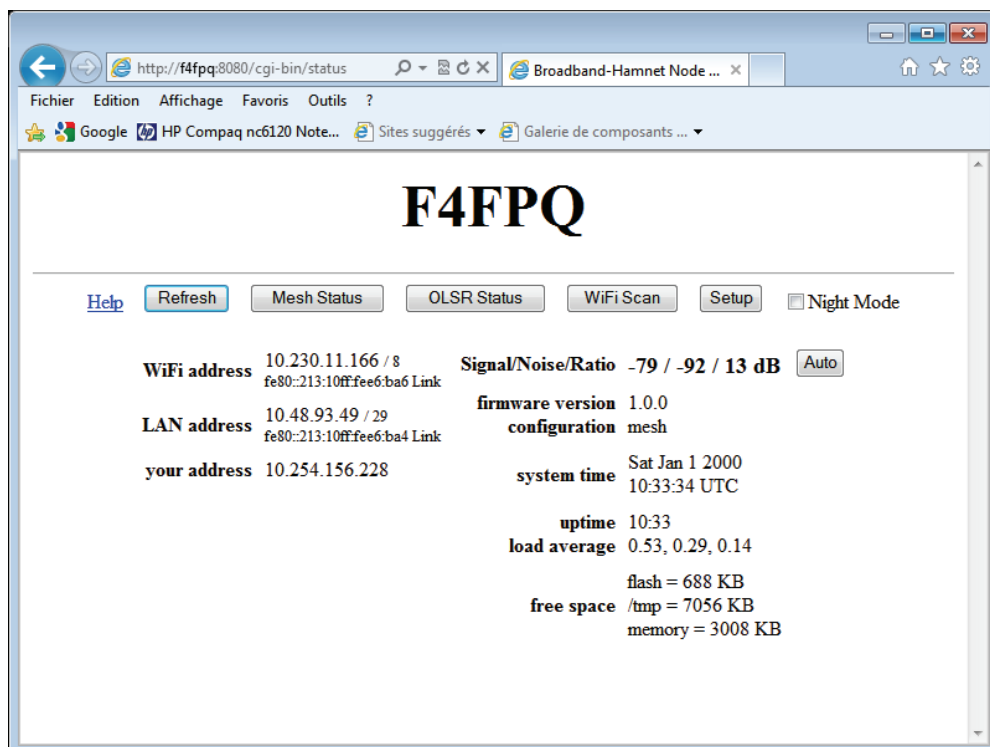 http://f4fpq:8080/cgi-bin/status
Broadband-Hamnet Node ...
Fichier Edition Affichage Favoris Outils ?
Google HP Compaq nc6120 Note... Sites suggérés Galerie de composants ...
F4FPQ
Help Refresh Mesh Status OLSR Status WiFi Scan Setup Night Mode
WiFi address 10.230.11.166 / 8
fe80::213:10ff:fee6:ba6 Link
LAN address 10.48.93.49 / 29
fe80::213:10ff:fee6:ba4 Link
your address 10.254.156.228
Signal/Noise/Ratio -79 / -92 / 13 dB Auto
firmware version 1.0.0
configuration mesh
system time Sat Jan 1 2000
10:33:34 UTC
uptime 10:33
load average 0.53, 0.29, 0.14
free space flash = 688 KB
/tmp = 7056 KB
memory = 3008 KB